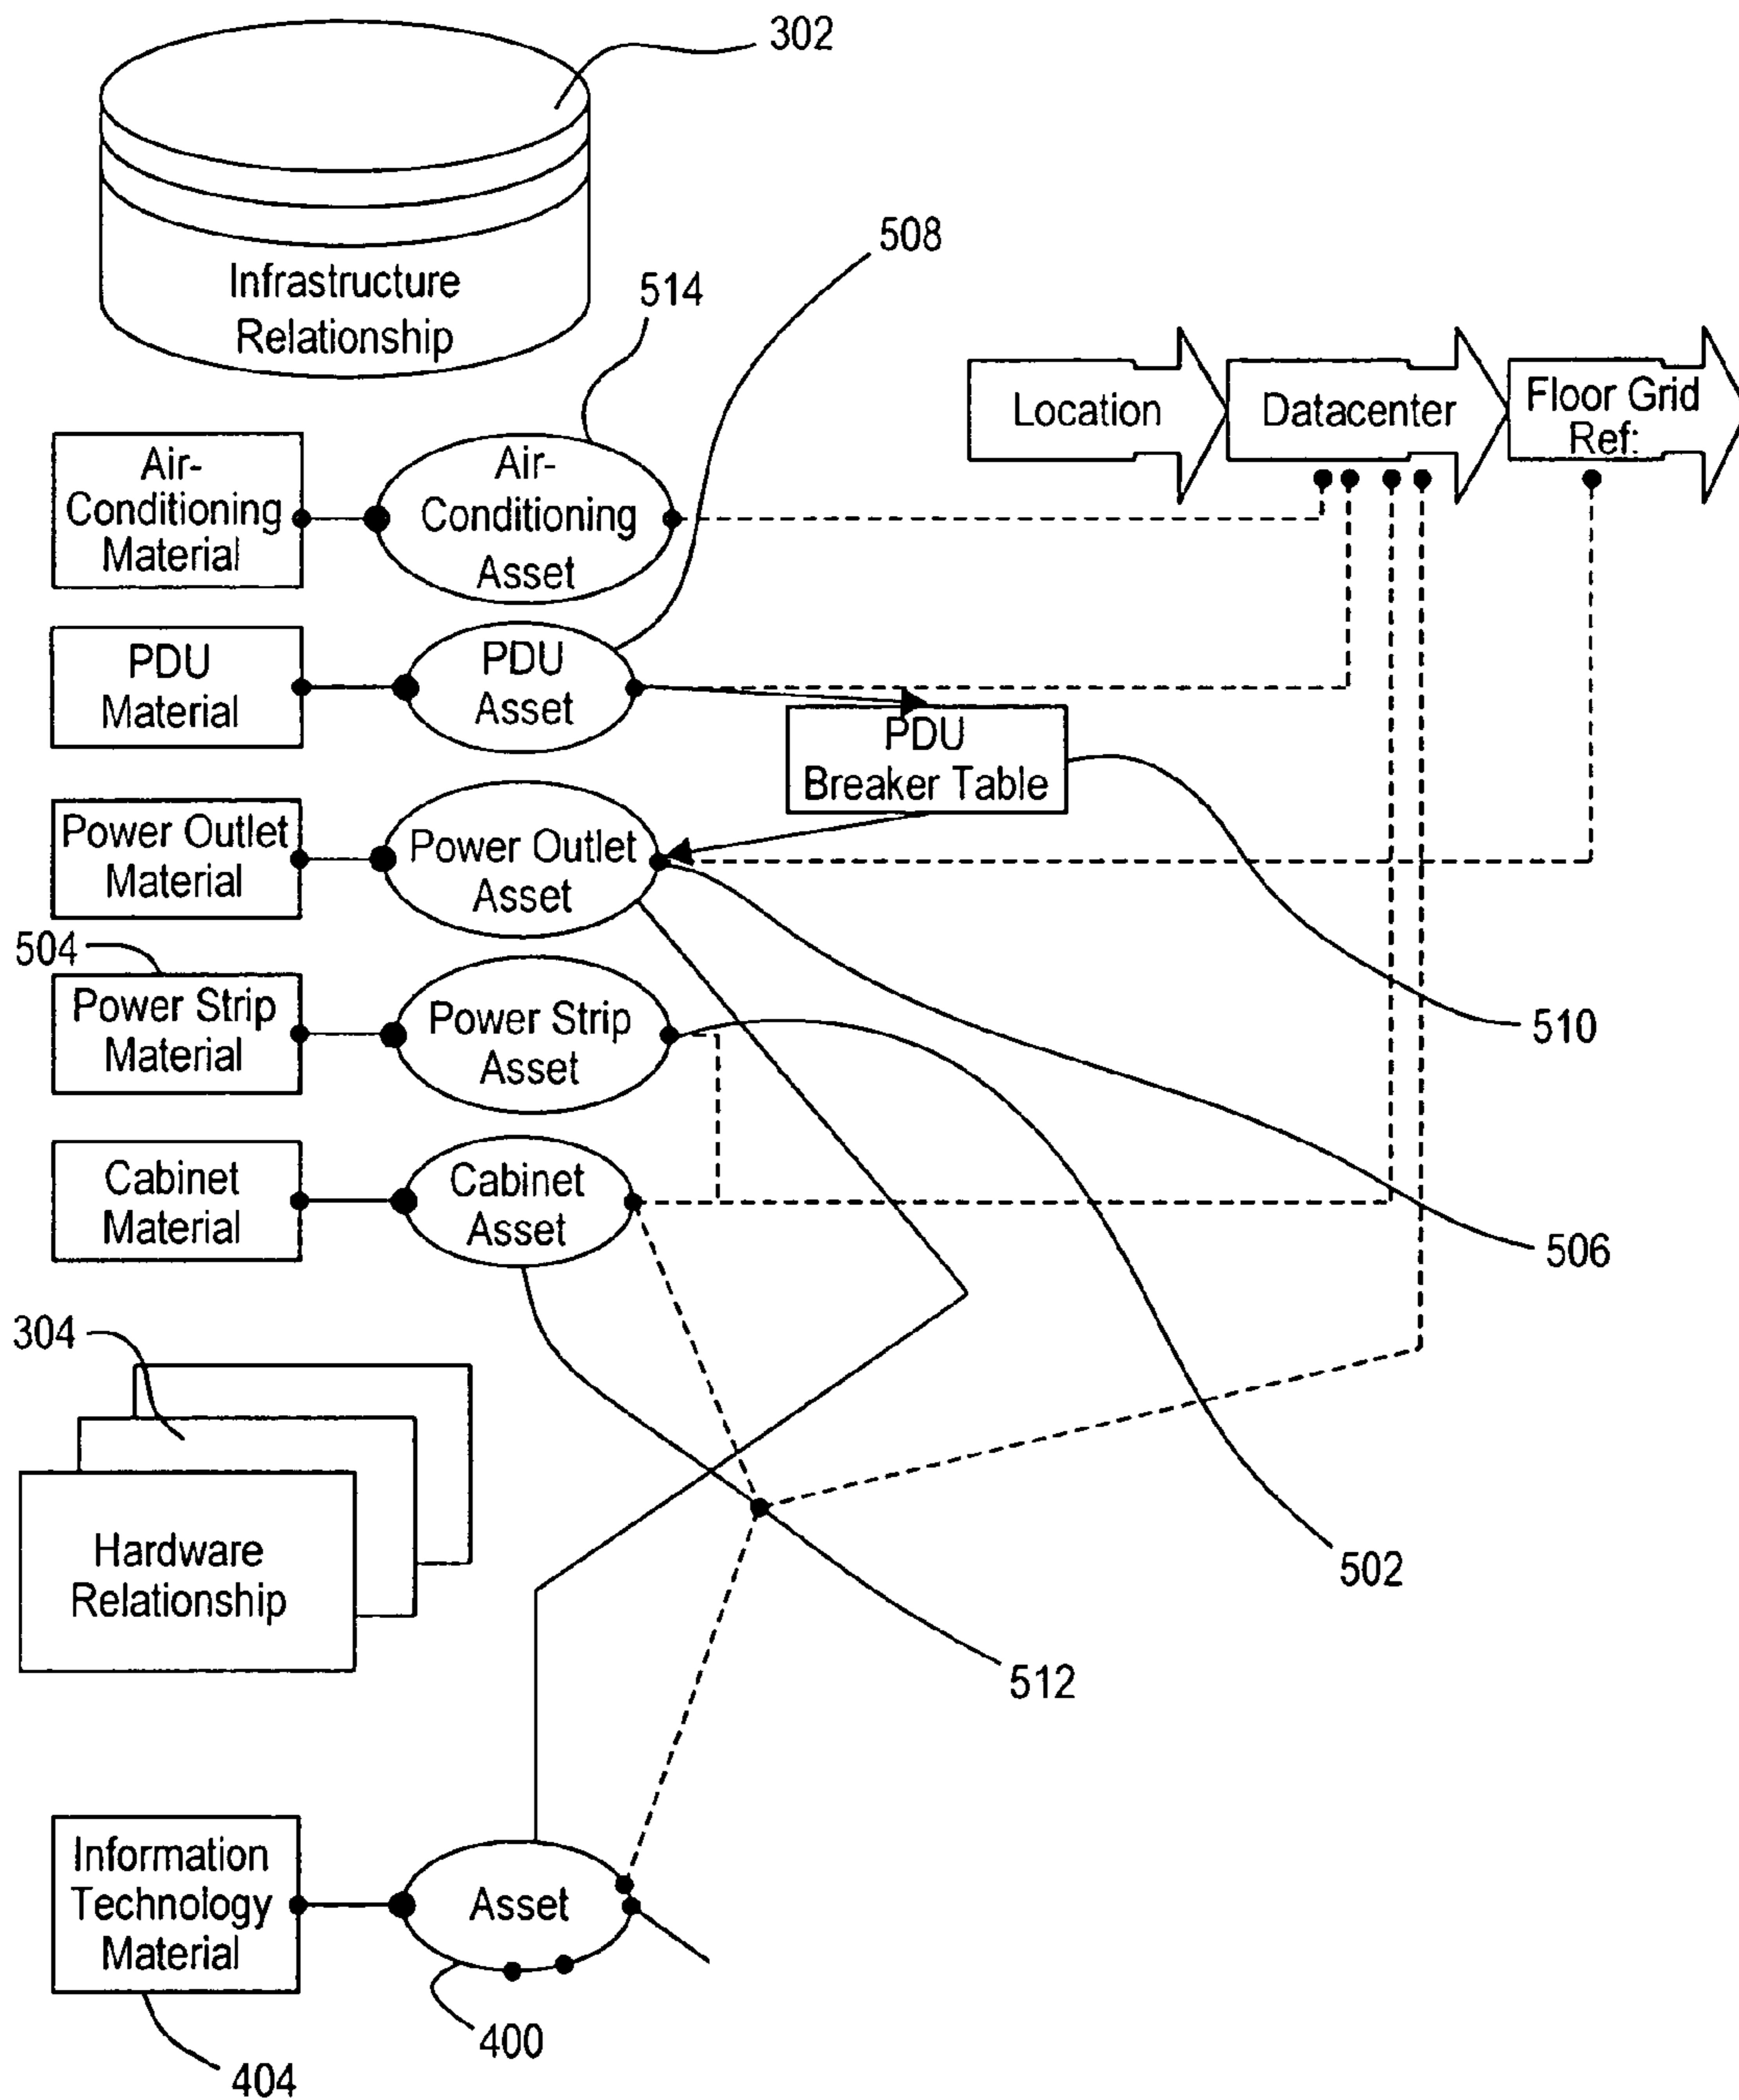 302
Infrastructure
Relationship
508
514
Location
Datacenter
Floor Grid
Ref:
Air-
Conditioning
Material
Air-
Conditioning
Asset
PDU
Material
PDU
Asset
PDU
Breaker Table
Power Outlet
Material
Power Outlet
Asset
504
Power Strip
Material
Power Strip
Asset
510
Cabinet
Material
Cabinet
Asset
506
304
Hardware
Relationship
502
512
Information
Technology
Material
Asset
400
404